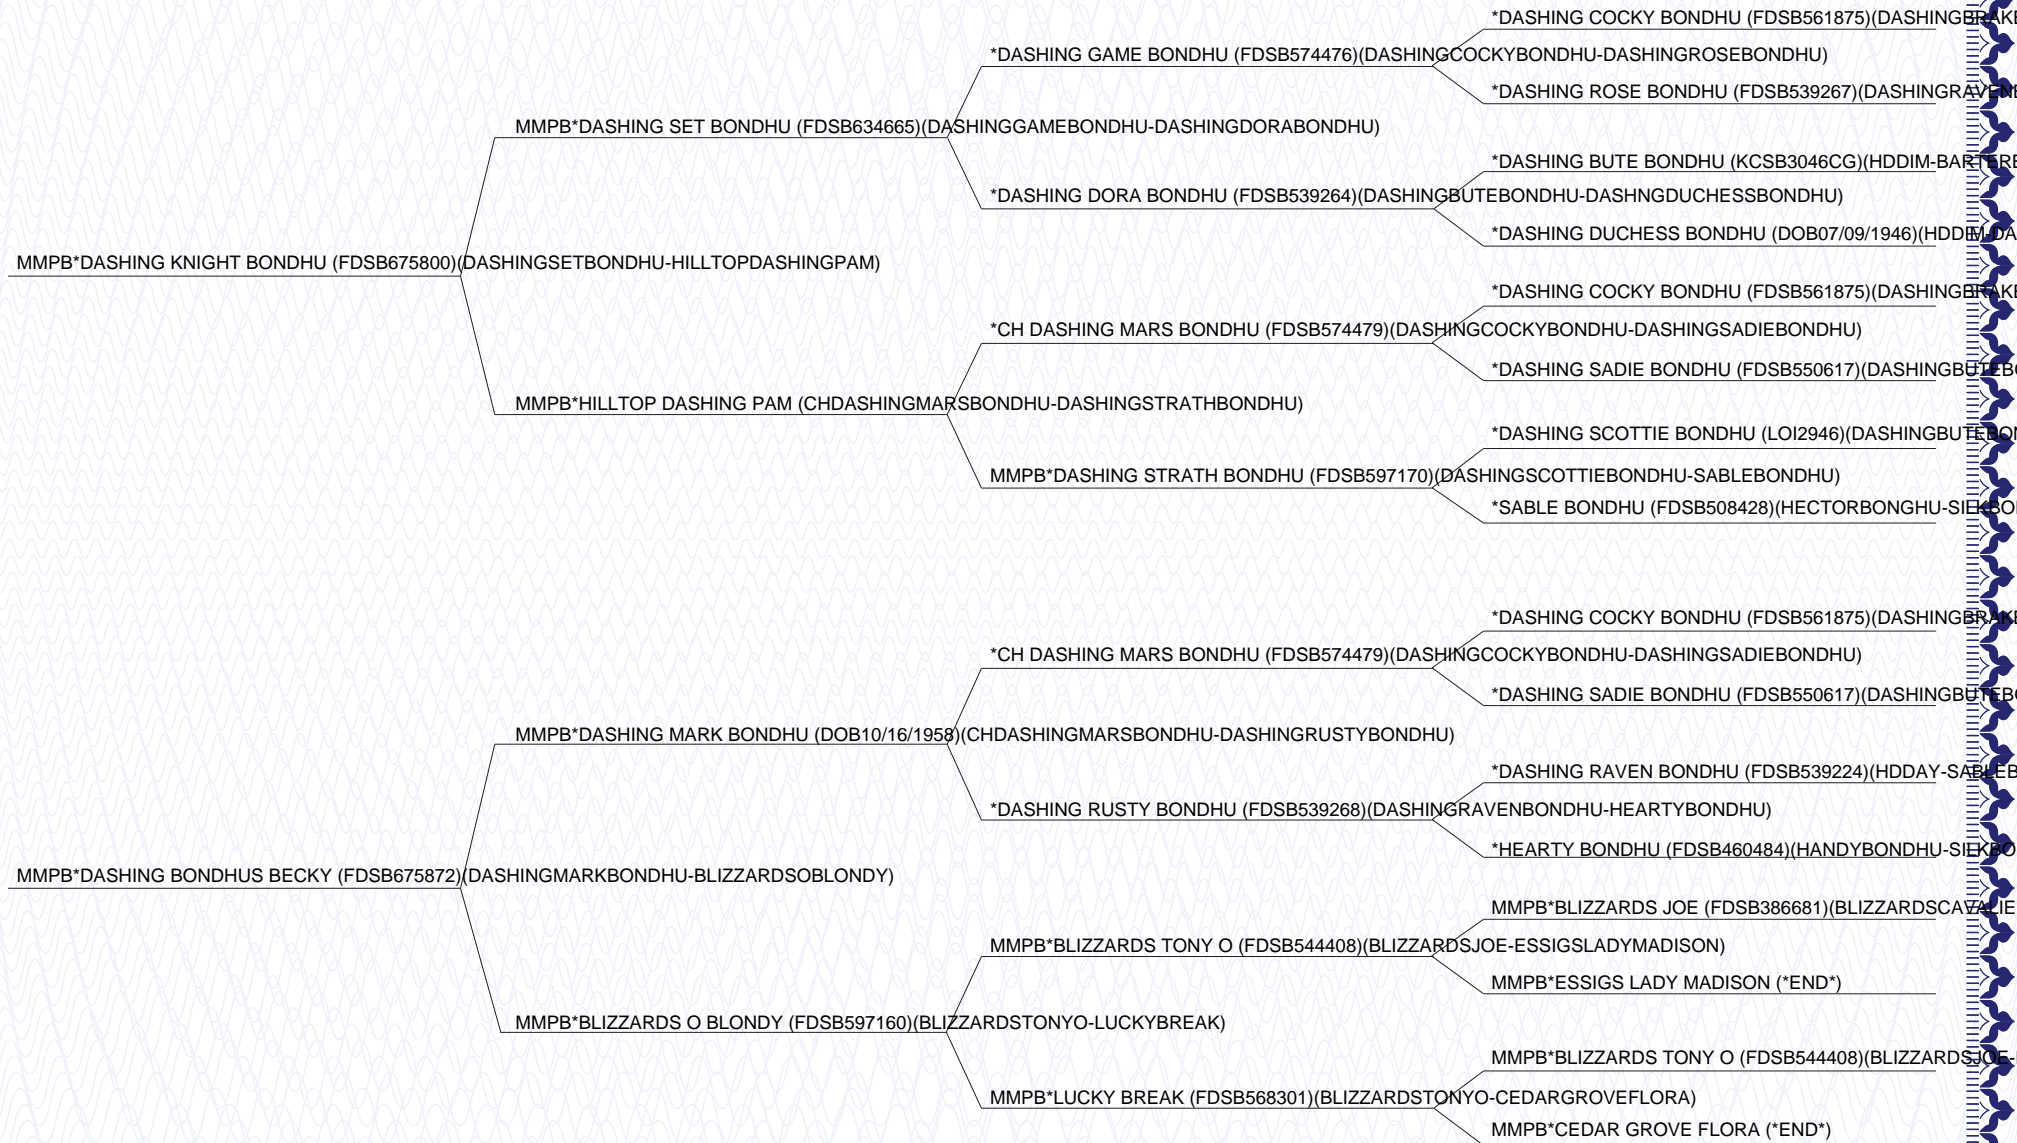 *DASHING COCKY BONDHU (FDSB561875)(DASHINGBRAKE
*DASHING GAME BONDHU (FDSB574476)(DASHINGCOCKYBONDHU-DASHINGROSEBONDHU)
*DASHING ROSE BONDHU (FDSB539267)(DASHINGRAVENB
MMPB*DASHING SET BONDHU (FDSB634665)(DASHINGGAMEBONDHU-DASHINGDORABONDHU)
*DASHING BUTE BONDHU (KCSB3046CG)(HDDIM-BARTERE
*DASHING DORA BONDHU (FDSB539264)(DASHINGBUTEBONDHU-DASHNGDUCHESSBONDHU)
*DASHING DUCHESS BONDHU (DOB07/09/1946)(HDDIM-DA
MMPB*DASHING KNIGHT BONDHU (FDSB675800)(DASHINGSETBONDHU-HILLTOPDASHINGPAM)
*DASHING COCKY BONDHU (FDSB561875)(DASHINGBRAKE
*CH DASHING MARS BONDHU (FDSB574479)(DASHINGCOCKYBONDHU-DASHINGSADIEBONDHU)
*DASHING SADIE BONDHU (FDSB550617)(DASHINGBUTEBO
MMPB*HILLTOP DASHING PAM (CHDASHINGMARSBONDHU-DASHINGSTRATHBONDHU)
*DASHING SCOTTIE BONDHU (LOI2946)(DASHINGBUTEBON
MMPB*DASHING STRATH BONDHU (FDSB597170)(DASHINGSCOTTIEBONDHU-SABLEBONDHU)
*SABLE BONDHU (FDSB508428)(HECTORBONGHU-SILKBON
*DASHING COCKY BONDHU (FDSB561875)(DASHINGBRAKE
*CH DASHING MARS BONDHU (FDSB574479)(DASHINGCOCKYBONDHU-DASHINGSADIEBONDHU)
*DASHING SADIE BONDHU (FDSB550617)(DASHINGBUTEBO
MMPB*DASHING MARK BONDHU (DOB10/16/1958)(CHDASHINGMARSBONDHU-DASHINGRUSTYBONDHU)
*DASHING RAVEN BONDHU (FDSB539224)(HDDAY-SABLEB
*DASHING RUSTY BONDHU (FDSB539268)(DASHINGRAVENBONDHU-HEARTYBONDHU)
*HEARTY BONDHU (FDSB460484)(HANDYBONDHU-SILKBO
MMPB*DASHING BONDHUS BECKY (FDSB675872)(DASHINGMARKBONDHU-BLIZZARDSOBLONDY)
MMPB*BLIZZARDS JOE (FDSB386681)(BLIZZARDSCAVALIE
MMPB*BLIZZARDS TONY O (FDSB544408)(BLIZZARDSJOE-ESSIGSLADYMADISON)
MMPB*ESSIGS LADY MADISON (*END*)
MMPB*BLIZZARDS O BLONDY (FDSB597160)(BLIZZARDSTONYO-LUCKYBREAK)
MMPB*BLIZZARDS TONY O (FDSB544408)(BLIZZARDSJOE-
MMPB*LUCKY BREAK (FDSB568301)(BLIZZARDSTONYO-CEDARGROVEFLORA)
MMPB*CEDAR GROVE FLORA (*END*)